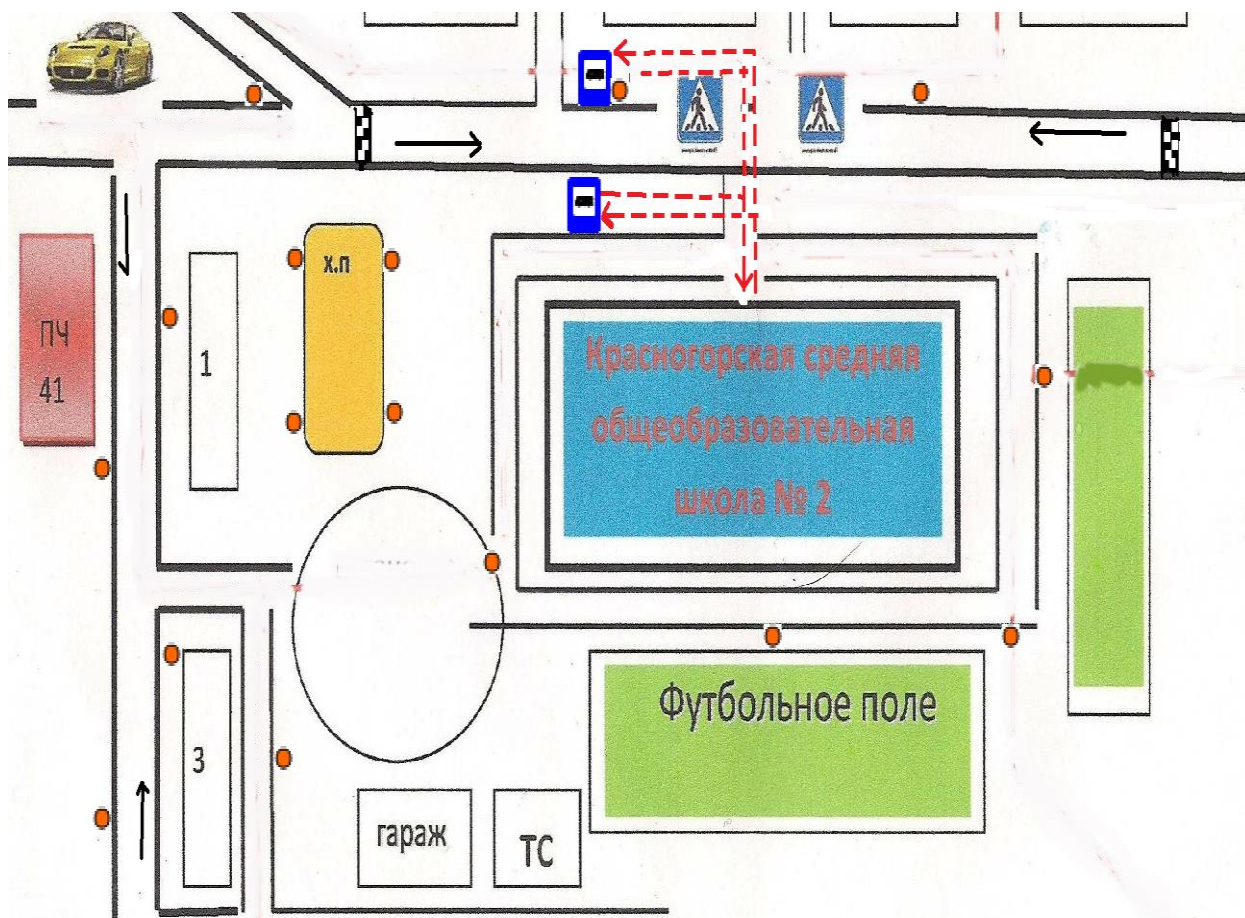 х.п
ПЧ
41
1
Красногорская средняя
общеобразовательная
школа № 2
Футбольное поле
3
гараж
ТС